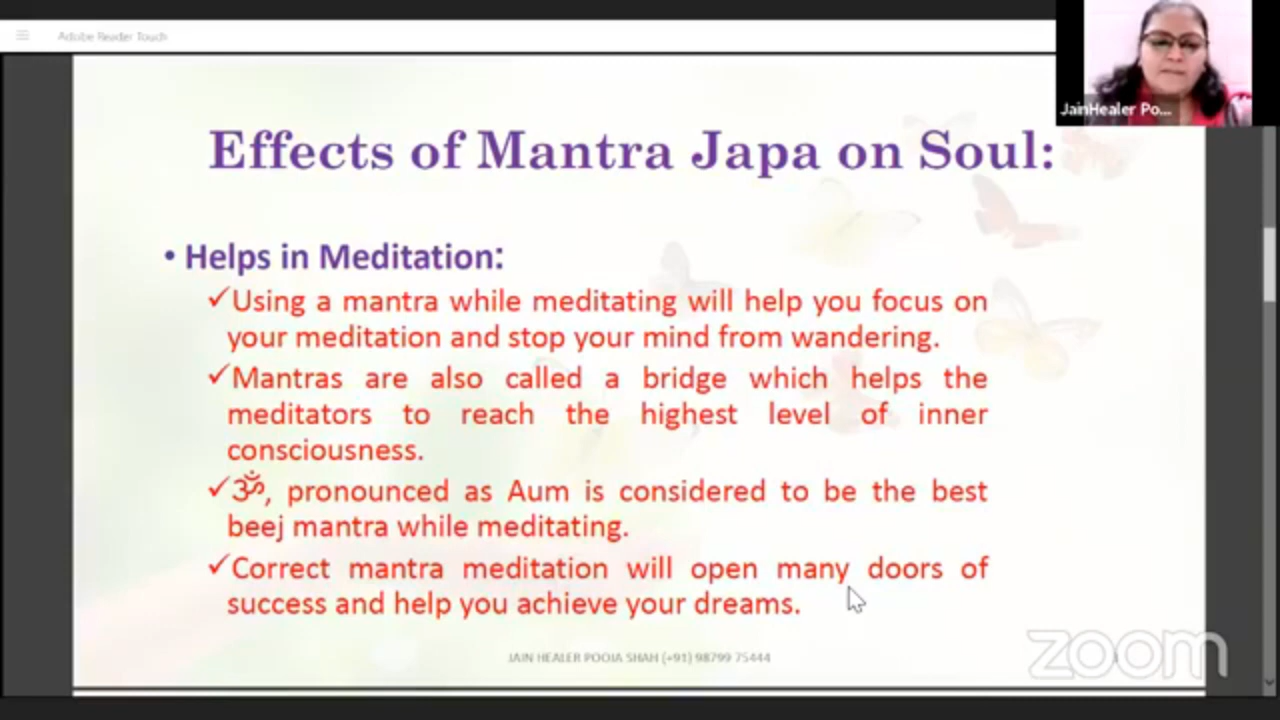 Adobe Reader Touch
JainHealer Po...
Effects of Mantra Japa on Soul:
• Helps in Meditation:
✓Using a mantra while meditating will help you focus on
your meditation and stop your mind from wandering.
✓Mantras are also called a bridge which helps the
meditators to reach the highest level of inner
consciousness.
✓ॐ, pronounced as Aum is considered to be the best
beej mantra while meditating.
✓Correct mantra meditation will open many doors of
success and help you achieve your dreams.
JAIN HEALER POOJA SHAH (+91) 98799 75444
zoom